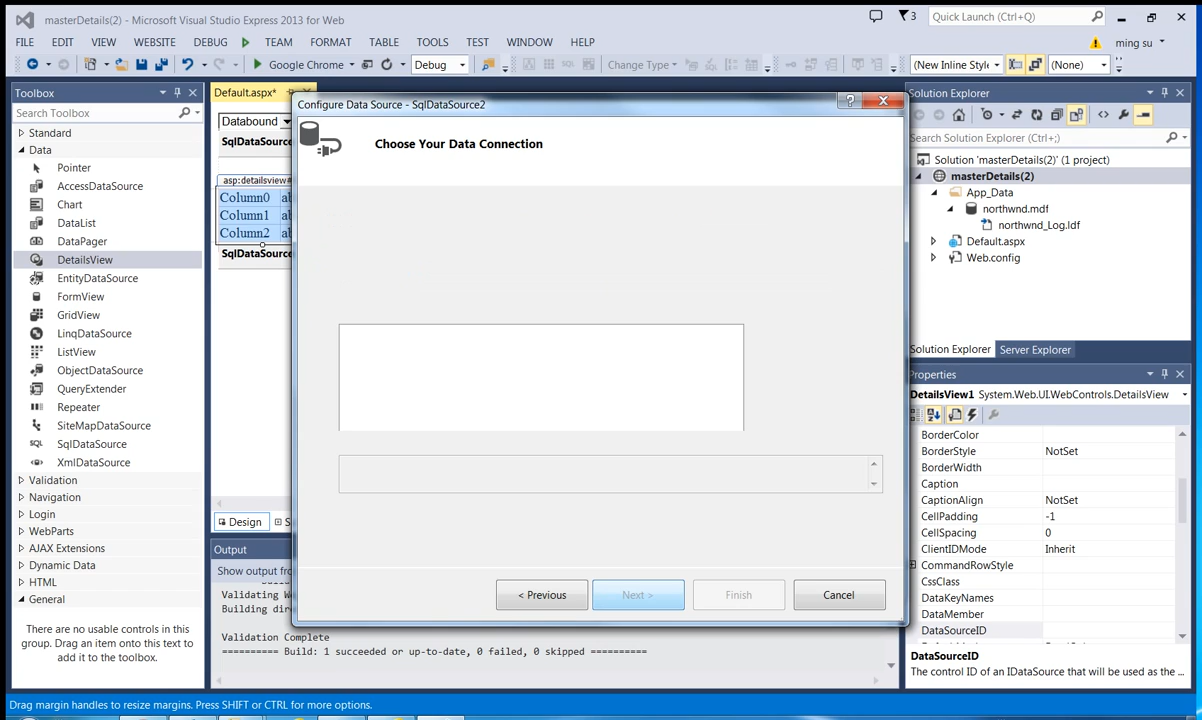 masterDetails(2) - Microsoft Visual Studio Express 2013 for Web
3
Quick Launch (Ctrl+Q)
FILE EDIT VIEW WEBSITE DEBUG TEAM FORMAT TABLE TOOLS TEST WINDOW HELP
ming su
Google Chrome
Debug
Change Type
(New Inline Style
(None)
Toolbox
Search Toolbox
Standard
Data
Pointer
AccessDataSource
Chart
DataList
DataPager
DetailsView
EntityDataSource
FormView
GridView
LinqDataSource
ListView
ObjectDataSource
QueryExtender
Repeater
SiteMapDataSource
SqlDataSource
XmlDataSource
Validation
Navigation
Login
WebParts
AJAX Extensions
Dynamic Data
HTML
General
There are no usable controls in this
group. Drag an item onto this text to
add it to the toolbox.
Default.aspx*
Databound
SqlDataSource
asp:detailsview#
Column0
Column1
Column2
SqlDataSource
Design
S
Output
Show output from
Validating We
Building dire
Validation Complete
========== Build: 1 succeeded or up-to-date, 0 failed, 0 skipped ==========
Configure Data Source - SqlDataSource2
?
Choose Your Data Connection
< Previous
Next >
Finish
Cancel
Solution Explorer
Search Solution Explorer (Ctrl+;)
Solution 'masterDetails(2)' (1 project)
masterDetails(2)
App_Data
northwnd.mdf
northwnd_Log.ldf
Default.aspx
Web.config
Solution Explorer Server Explorer
Properties
DetailsView1 System.Web.UI.WebControls.DetailsView
BorderColor
BorderStyle NotSet
BorderWidth
Caption
CaptionAlign NotSet
CellPadding -1
CellSpacing 0
ClientIDMode Inherit
CommandRowStyle
CssClass
DataKeyNames
DataMember
DataSourceID
DataSourceID
The control ID of an IDataSource that will be used as the ...
Drag margin handles to resize margins. Press SHIFT or CTRL for more options.